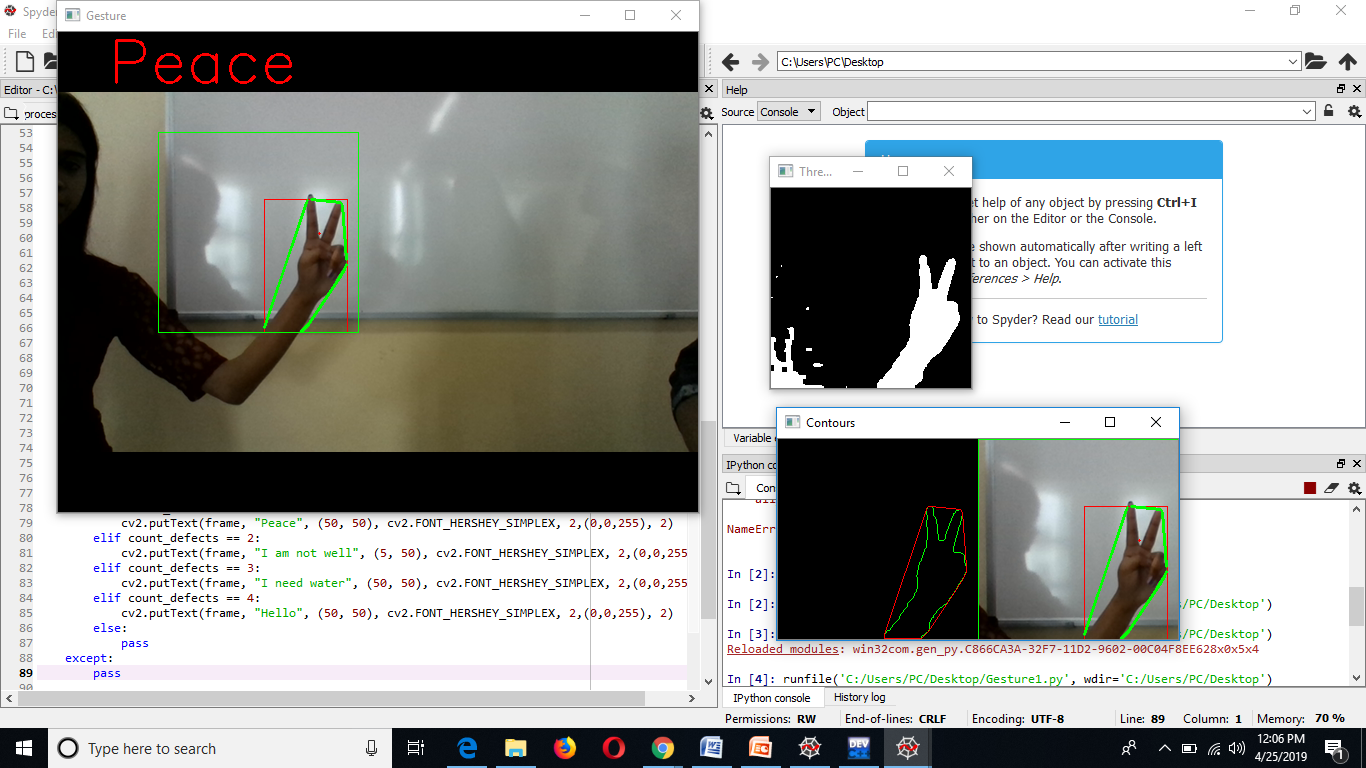 Spyder
Gesture
File
Peace
C:\Users\PC\Desktop
Editor - C:\
Help
Source Console Object
53
54
55
56
57
58
59
60
61
62
63
64
65
66
67
68
69
70
71
72
73
74
75
76
77
78
79 cv2.putText(frame, "Peace", (50, 50), cv2.FONT_HERSHEY_SIMPLEX, 2,(0,0,255), 2)
80 elif count_defects == 2:
81 cv2.putText(frame, "I am not well", (5, 50), cv2.FONT_HERSHEY_SIMPLEX, 2,(0,0,255
82 elif count_defects == 3:
83 cv2.putText(frame, "I need water", (50, 50), cv2.FONT_HERSHEY_SIMPLEX, 2,(0,0,255
84 elif count_defects == 4:
85 cv2.putText(frame, "Hello", (50, 50), cv2.FONT_HERSHEY_SIMPLEX, 2,(0,0,255), 2)
86 else:
87 pass
88 except:
89 pass
90
Thre...
et help of any object by pressing Ctrl+I
her on the Editor or the Console.
e shown automatically after writing a left
t to an object. You can activate this
ferences > Help.
to Spyder? Read our tutorial
Contours
Variable
IPython co
Con
NameErr
In [2]:
In [2]: s/PC/Desktop')
In [3]: s/PC/Desktop')
Reloaded modules: win32com.gen_py.C866CA3A-32F7-11D2-9602-00C04F8EE628x0x5x4
In [4]: runfile('C:/Users/PC/Desktop/Gesture1.py', wdir='C:/Users/PC/Desktop')
IPython console History log
Permissions: RW End-of-lines: CRLF Encoding: UTF-8 Line: 89 Column: 1 Memory: 70 %
Type here to search
12:06 PM
4/25/2019